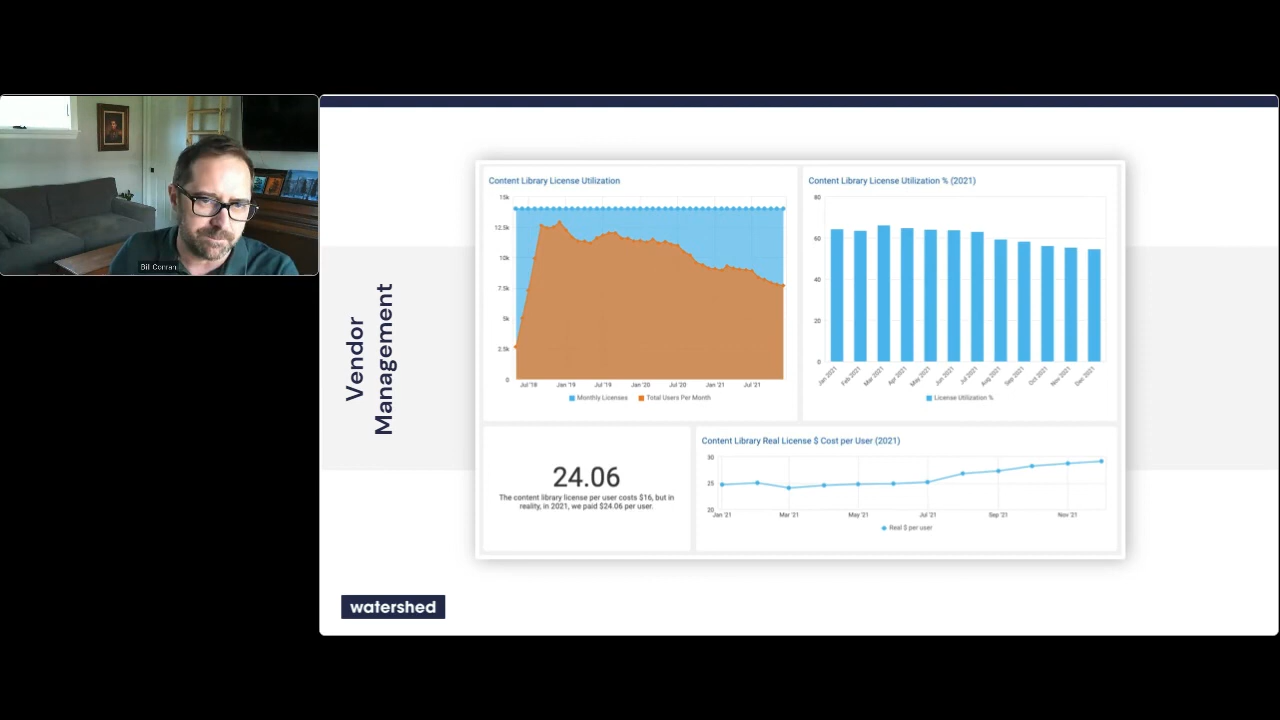 Bill Conran
Vendor
Management
Content Library License Utilization
15k
12.5k
10k
7.5k
5k
2.5k
0
Jul '18
Jan '19
Jul '19
Jan '20
Jul '20
Jan '21
Jul '21
Monthly Licenses
Total Users Per Month
Content Library License Utilization % (2021)
80
60
40
20
0
Jan 2021
Feb 2021
Mar 2021
Apr 2021
May 2021
Jun 2021
Jul 2021
Aug 2021
Sep 2021
Oct 2021
Nov 2021
Dec 2021
License Utilization %
24.06
The content library license per user costs $16, but in
reality, in 2021, we paid $24.06 per user.
Content Library Real License $ Cost per User (2021)
30
25
20
Jan '21
Mar '21
May '21
Jul '21
Sep '21
Nov '21
Real $ per user
watershed